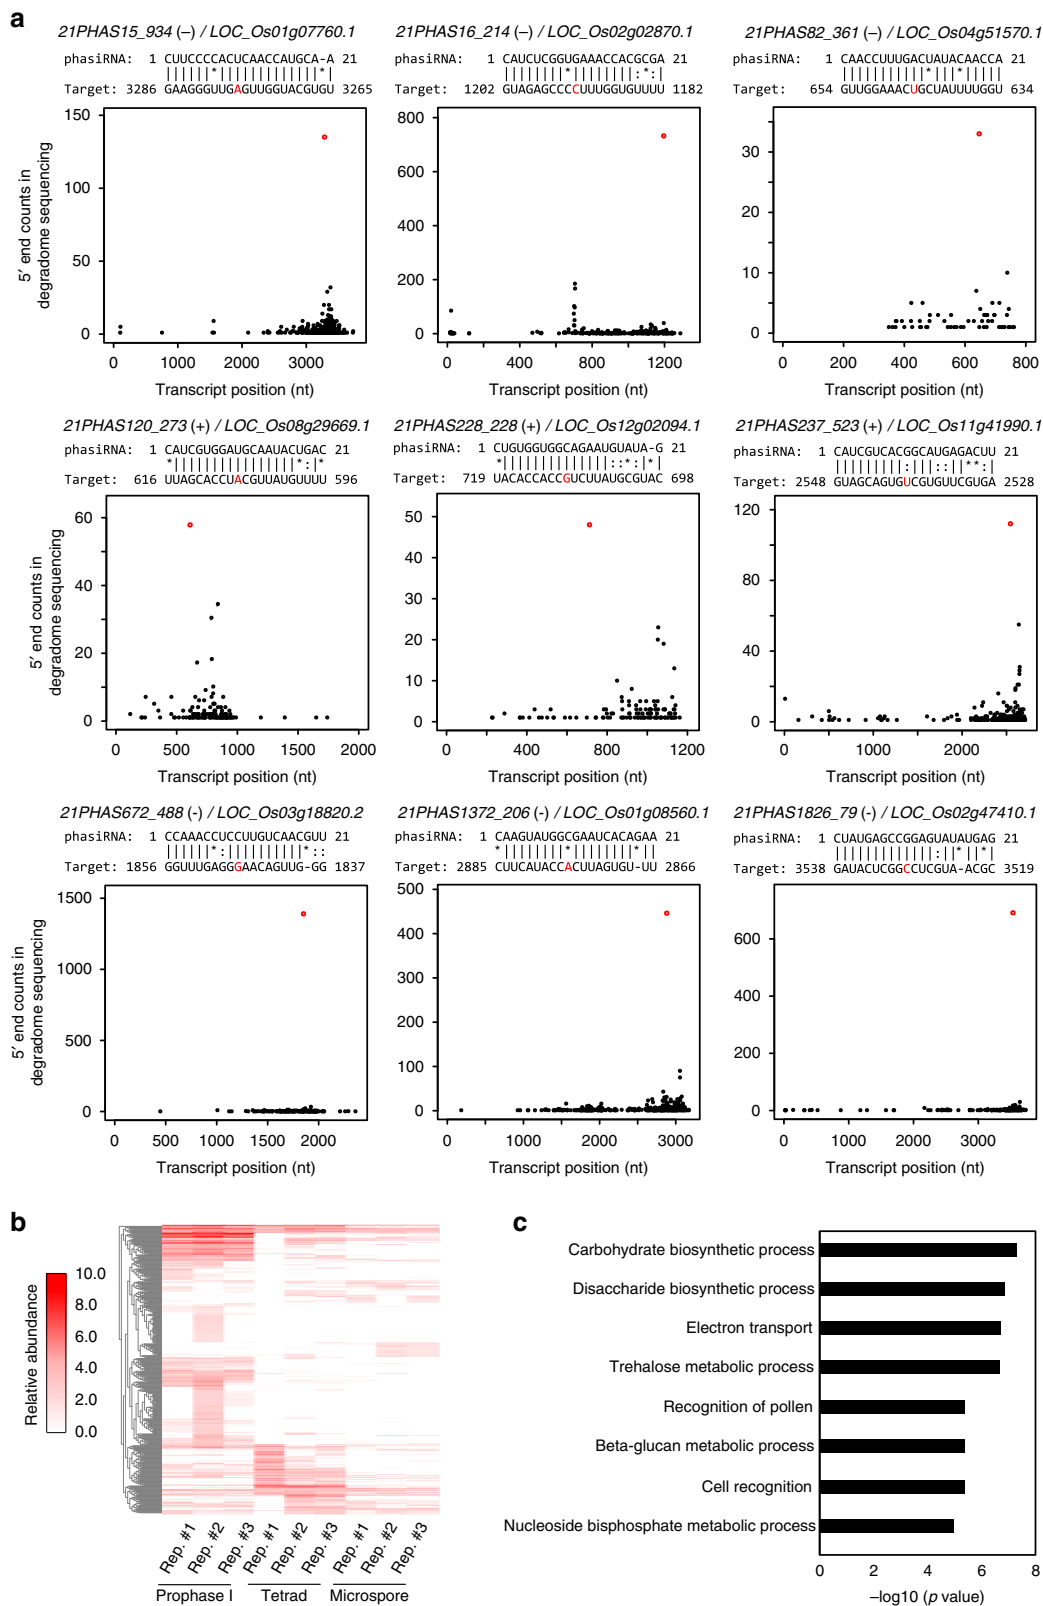 a
21PHAS15_934 (–) / LOC_Os01g07760.1
phasiRNA: 1 CUUCCCCACUCAACCAUGCA-A 21
||||||*|||||||||||||*|
Target: 3286 GAAGGGUUGAGUUGGUACGUGU 3265
150
100
50
0
0 1000 2000 3000
5′ end counts in
degradome sequencing
Transcript position (nt)
21PHAS16_214 (–) / LOC_Os02g02870.1
phasiRNA: 1 CAUCUCGGUGAAACCACGCGA 21
||||||||*|||||||||:*:|
Target: 1202 GUAGAGCCCCUUUGGUGUUUU 1182
800
600
400
200
0
0 400 800 1200
Transcript position (nt)
21PHAS82_361 (–) / LOC_Os04g51570.1
phasiRNA: 1 CAACCUUUGACUAUACAACCA 21
||||||||||||*|||*|||||
Target: 654 GUUGGAAACUGCUAUUUUGGU 634
30
20
10
0
0 200 400 600 800
Transcript position (nt)
21PHAS120_273 (+) / LOC_Os08g29669.1
phasiRNA: 1 CAUCGUGGAUGCAAUACUGAC 21
*||||||||||||||||*:|*
Target: 616 UUAGCACCUACGUUAUGUUUU 596
60
40
20
0
0 500 1000 1500 2000
5′ end counts in
degradome sequencing
Transcript position (nt)
21PHAS228_228 (+) / LOC_Os12g02094.1
phasiRNA: 1 CUGUGGUGGCAGAAUGUAUA-G 21
*||||||||||||||::*:|*|
Target: 719 UACACCACCGUCUUAUGCGUAC 698
50
40
30
20
10
0
0 400 800 1200
Transcript position (nt)
21PHAS237_523 (+) / LOC_Os11g41990.1
phasiRNA: 1 CAUCGUCACGGCAUGAGACUU 21
|||||||||:|||::||**:|
Target: 2548 GUAGCAGUGUCGUGUUCGUGA 2528
120
80
40
0
0 1000 2000
Transcript position (nt)
21PHAS672_488 (-) / LOC_Os03g18820.2
phasiRNA: 1 CCAAACCUCCUUGUCAACGUU 21
||||||*:||||||||||*::
Target: 1856 GGUUUGAGGGAACAGUUG-GG 1837
1500
1000
500
0
0 500 1000 2000
5′ end counts in
degradome sequencing
Transcript position (nt)
21PHAS1372_206 (-) / LOC_Os01g08560.1
phasiRNA: 1 CAAGUAUGGCGAAUCACAGAA 21
*||||||||*||||||||*||
Target: 2885 CUUCAUACCACUUAGUGU-UU 2866
500
400
300
200
100
0
0 1000 2000 3000
Transcript position (nt)
21PHAS1826_79 (-) / LOC_Os02g47410.1
phasiRNA: 1 CUAUGAGCCGGAGUAUAUGAG 21
|||||||||||||:||*||*|
Target: 3538 GAUACUCGGCCUCGUA-ACGC 3519
600
400
200
0
0 1000 2000 3000
Transcript position (nt)
b
Relative abundance
10.0
8.0
6.0
4.0
2.0
0.0
Rep. #1 Rep. #2 Rep. #3 Rep. #1 Rep. #2 Rep. #3 Rep. #1 Rep. #2 Rep. #3
Prophase I Tetrad Microspore
c
Carbohydrate biosynthetic process
Disaccharide biosynthetic process
Electron transport
Trehalose metabolic process
Recognition of pollen
Beta-glucan metabolic process
Cell recognition
Nucleoside bisphosphate metabolic process
0 2 4 6 8
–log10 (p value)